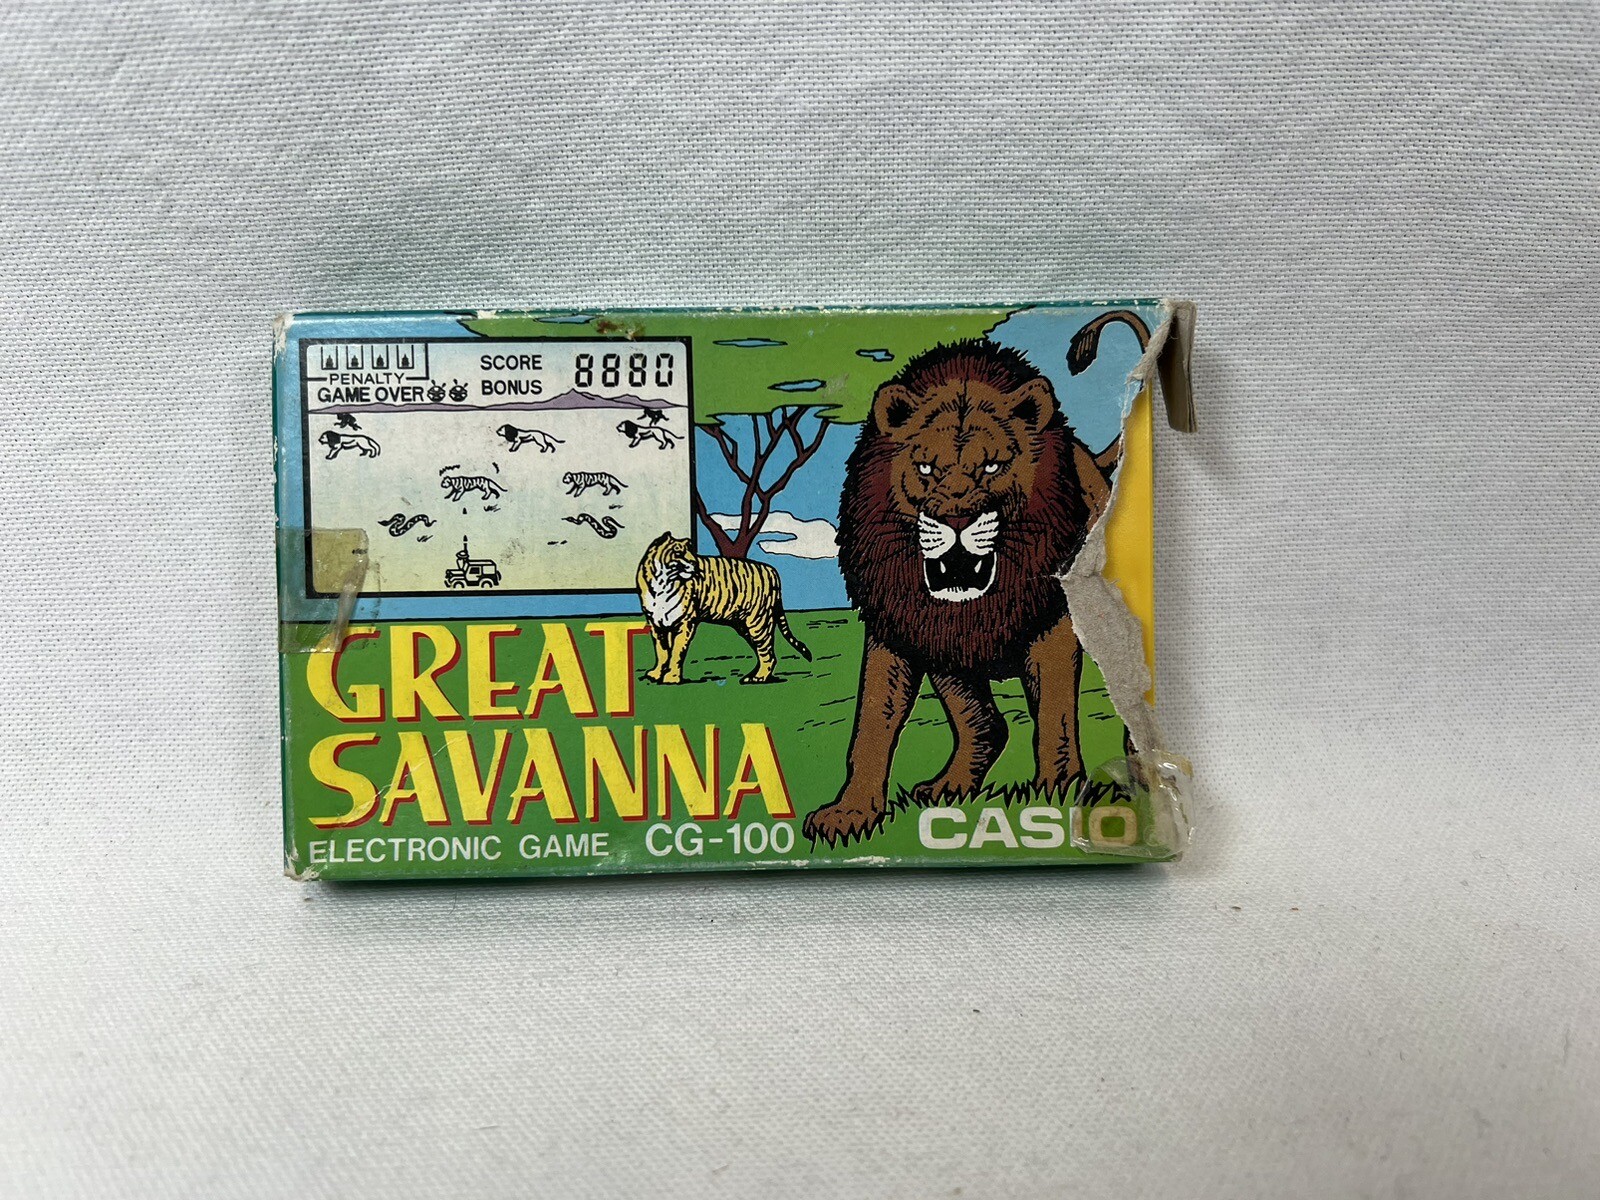 PENALTY
GAME OVER
SCORE 8880
BONUS
GREAT
SAVANNA
ELECTRONIC GAME CG-100
CASIO